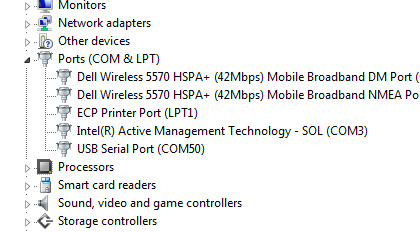 Monitors
Network adapters
Other devices
Ports (COM & LPT)
Dell Wireless 5570 HSPA+ (42Mbps) Mobile Broadband DM Port (
Dell Wireless 5570 HSPA+ (42Mbps) Mobile Broadband NMEA Po
ECP Printer Port (LPT1)
Intel(R) Active Management Technology - SOL (COM3)
USB Serial Port (COM50)
Processors
Smart card readers
Sound, video and game controllers
Storage controllers